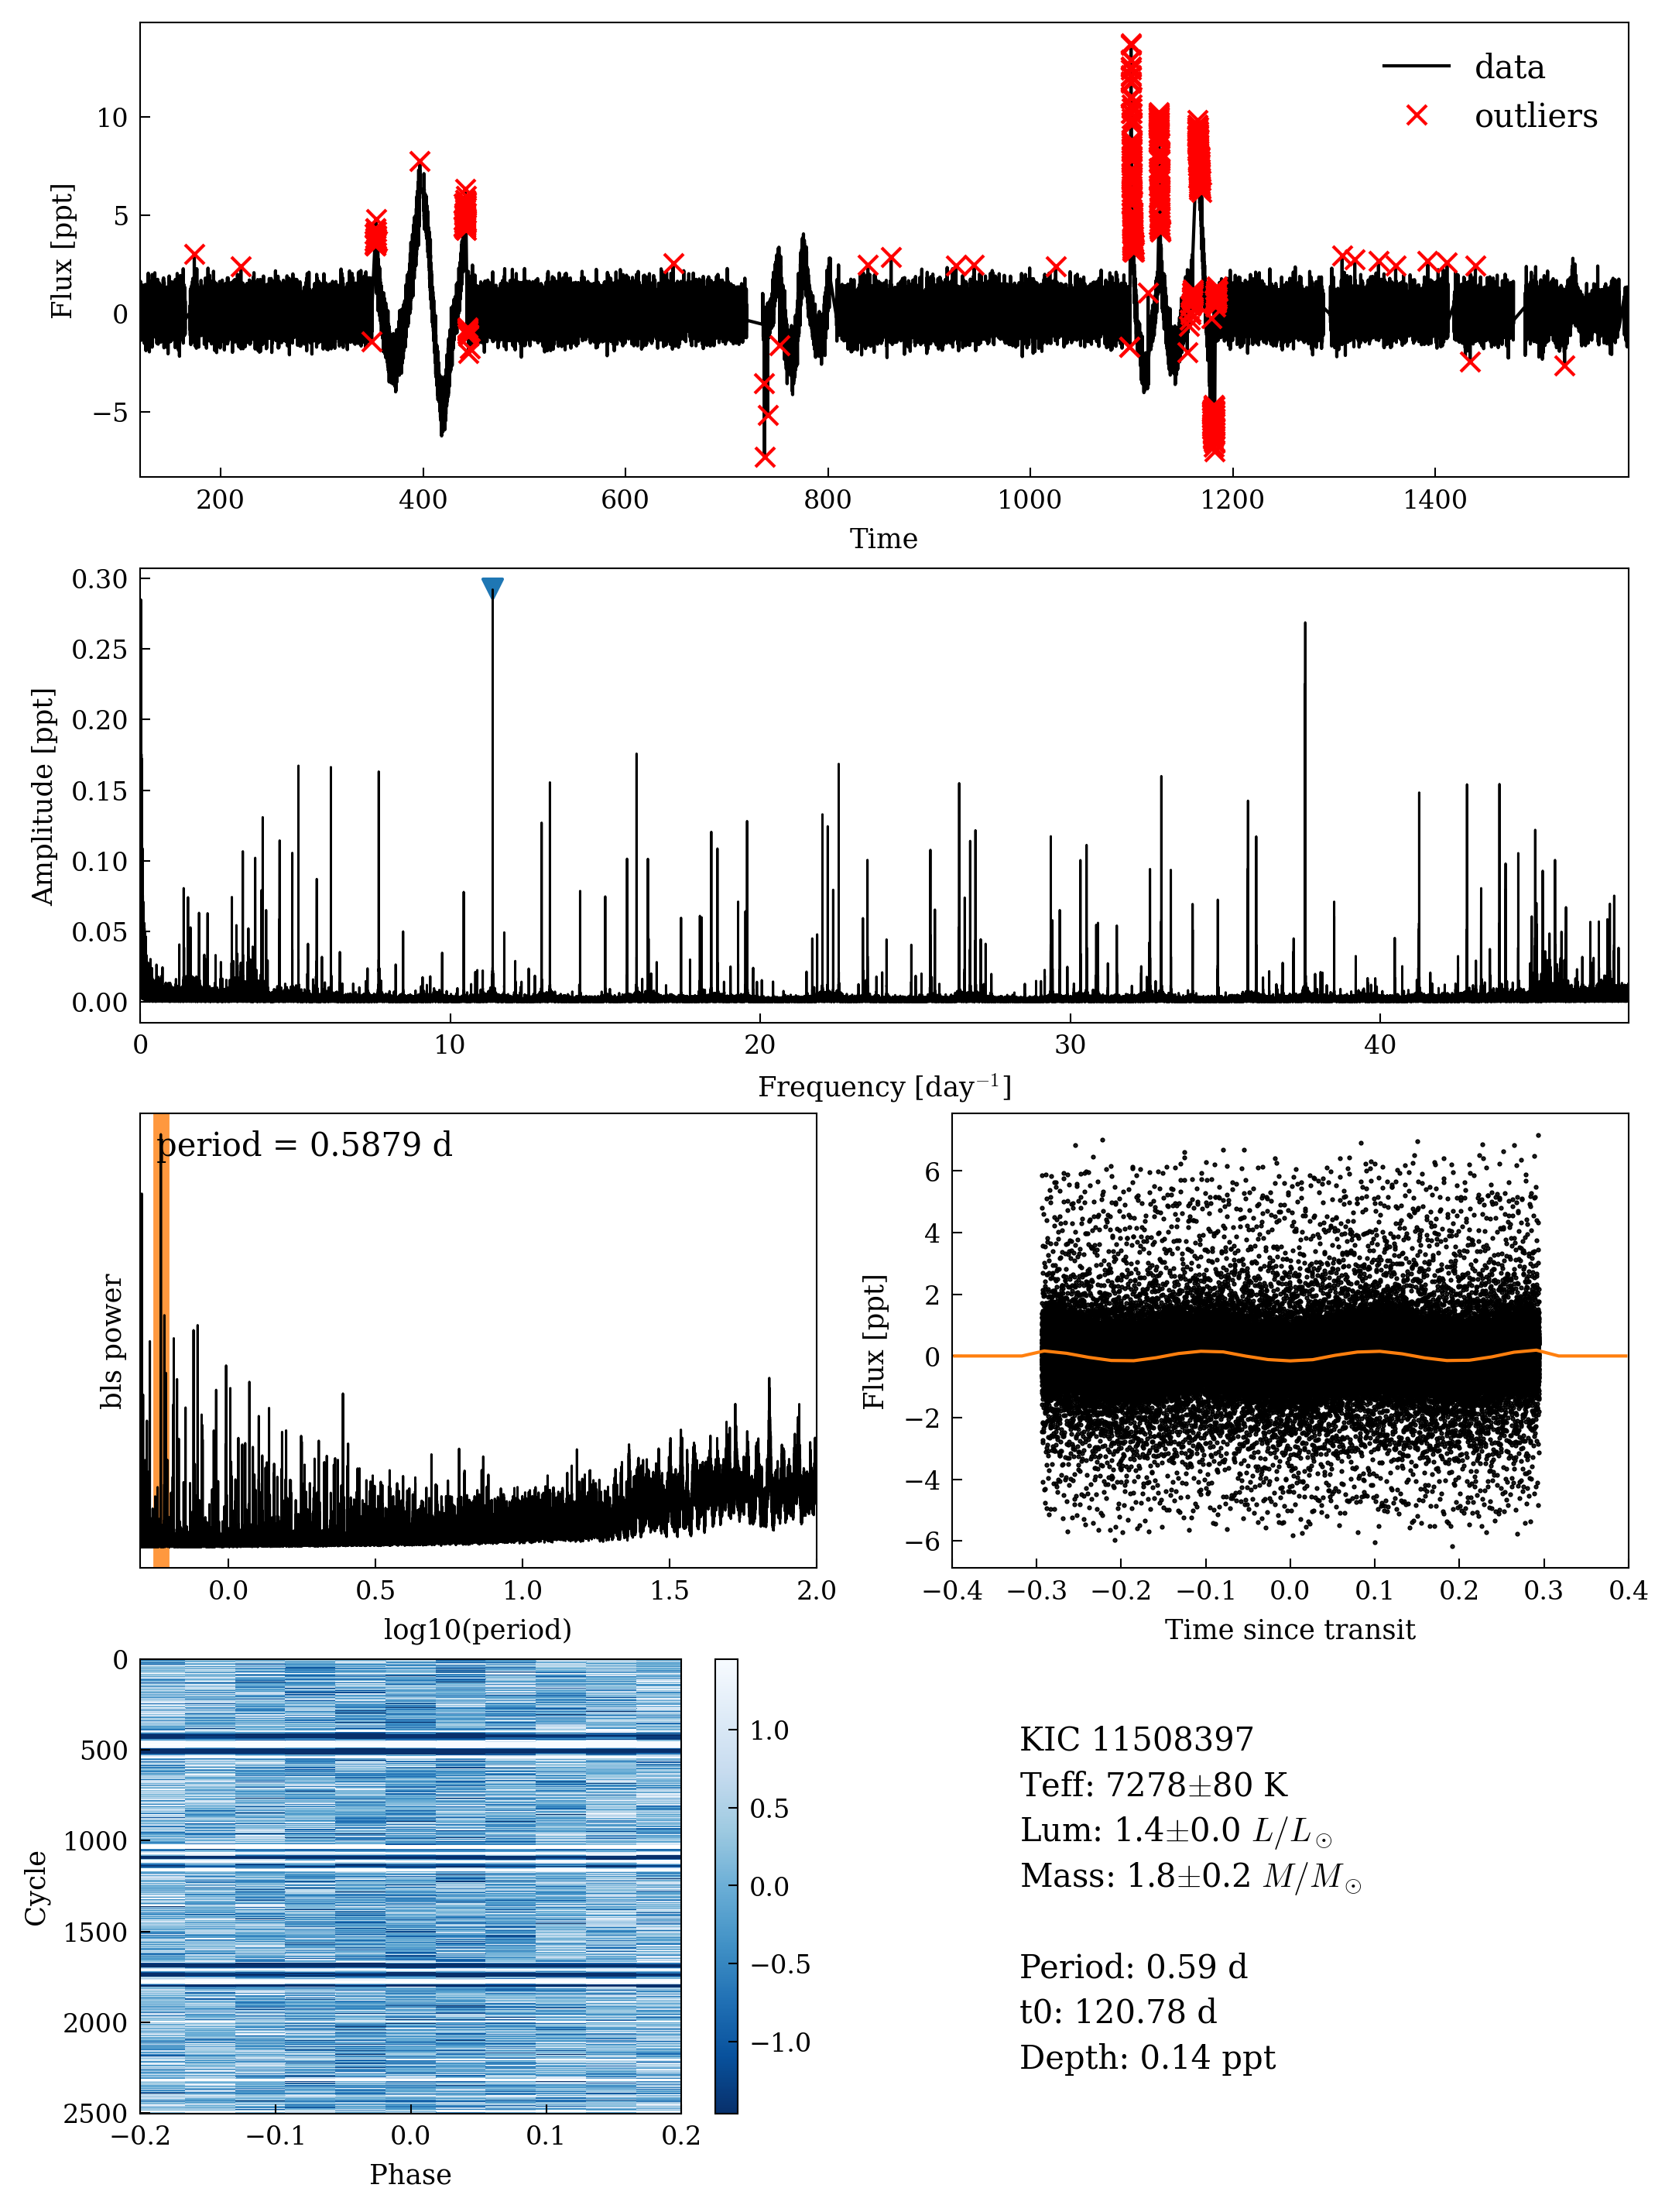 data
outliers
10
5
0
−5
Flux [ppt]
200 400 600 800 1000 1200 1400
Time
0.30
0.25
0.20
0.15
0.10
0.05
0.00
Amplitude [ppt]
0 10 20 30 40
Frequency [day⁻¹]
period = 0.5879 d
bls power
0.0 0.5 1.0 1.5 2.0
log10(period)
6
4
2
0
−2
−4
−6
Flux [ppt]
−0.4 −0.3 −0.2 −0.1 0.0 0.1 0.2 0.3 0.4
Time since transit
0
500
1000
1500
2000
2500
Cycle
−0.2 −0.1 0.0 0.1 0.2
Phase
1.0
0.5
0.0
−0.5
−1.0
KIC 11508397
Teff: 7278±80 K
Lum: 1.4±0.0 L/L☉
Mass: 1.8±0.2 M/M☉
Period: 0.59 d
t0: 120.78 d
Depth: 0.14 ppt